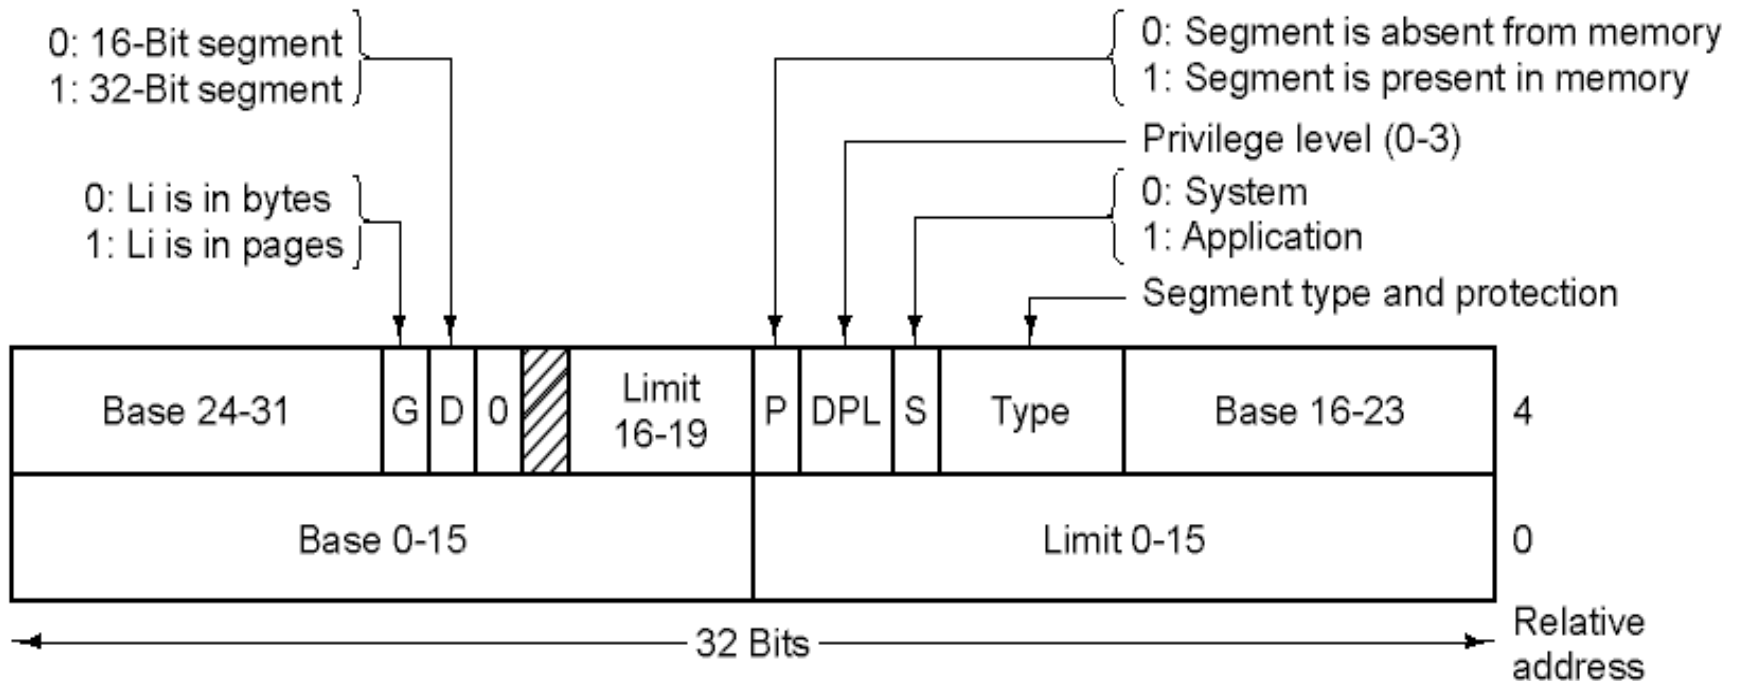 0: 16-Bit segment
1: 32-Bit segment
0: Li is in bytes
1: Li is in pages
0: Segment is absent from memory
1: Segment is present in memory
Privilege level (0-3)
0: System
1: Application
Segment type and protection
Base 24-31
G
D
0
Limit
16-19
P
DPL
S
Type
Base 16-23
4
Base 0-15
Limit 0-15
0
32 Bits
Relative
address